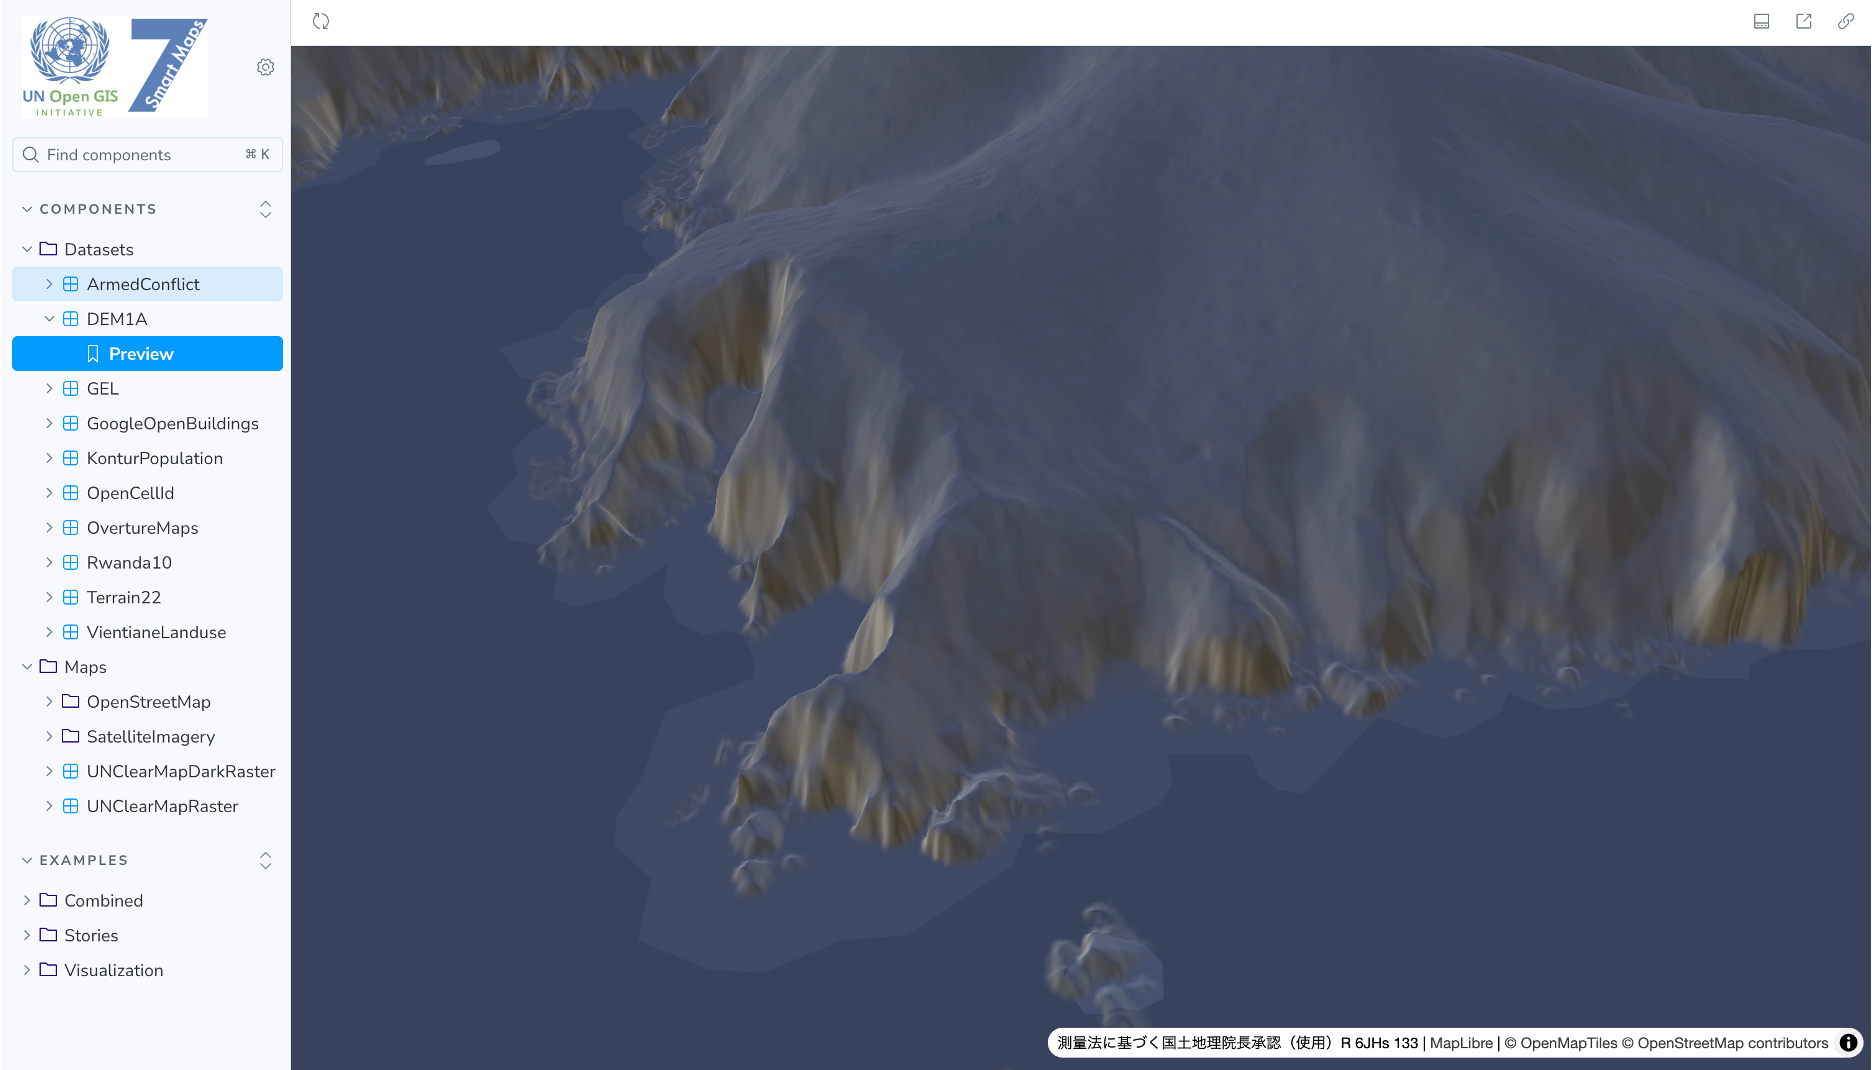 UN Open GIS
INITIATIVE
7
Smart Maps
Find components
⌘ K
COMPONENTS
Datasets
ArmedConflict
DEM1A
Preview
GEL
GoogleOpenBuildings
KonturPopulation
OpenCellId
OvertureMaps
Rwanda10
Terrain22
VientianeLanduse
Maps
OpenStreetMap
SatelliteImagery
UNClearMapDarkRaster
UNClearMapRaster
EXAMPLES
Combined
Stories
Visualization
測量法に基づく国土地理院長承認（使用）R 6JHs 133 | MapLibre | © OpenMapTiles © OpenStreetMap contributors